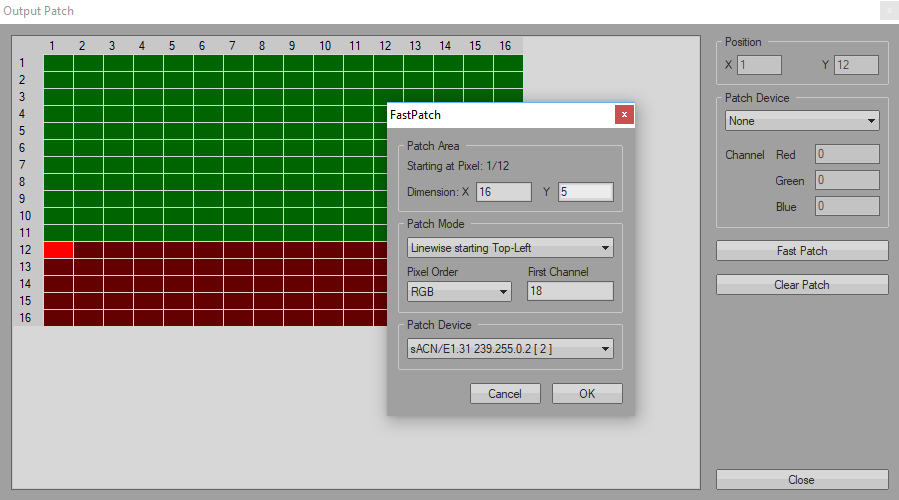 Output Patch x
1 2 3 4 5 6 7 8 9 10 11 12 13 14 15 16
1
2
3
4
5
6
7
8
9
10
11
12
13
14
15
16
FastPatch x
Patch Area
Starting at Pixel: 1/12
Dimension: X 16 Y 5
Patch Mode
Linewise starting Top-Left
Pixel Order First Channel
RGB 18
Patch Device
sACN/E1.31 239.255.0.2 [ 2 ]
Cancel OK
Position
X 1 Y 12
Patch Device
None
Channel Red 0
Green 0
Blue 0
Fast Patch
Clear Patch
Close